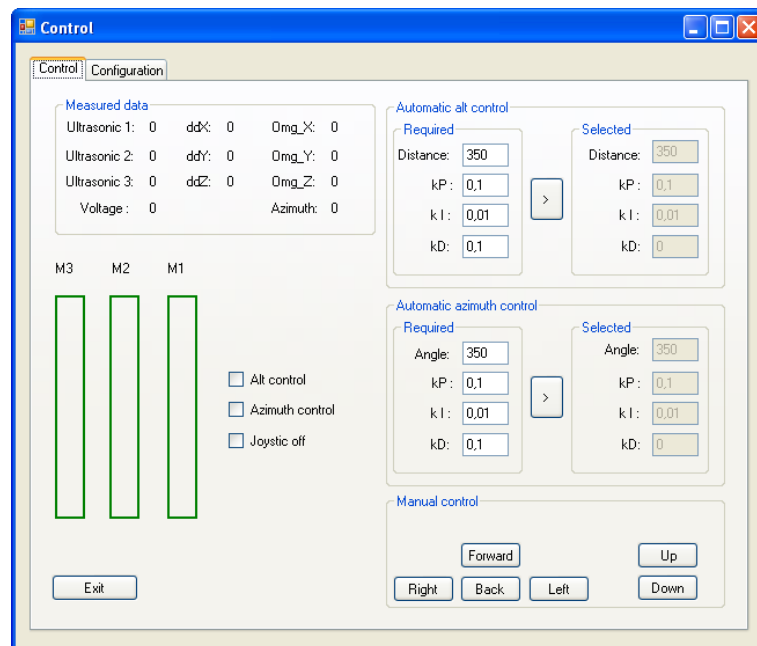 Control
Control Configuration
Measured data
Ultrasonic 1: 0 ddX: 0 Omg_X: 0
Ultrasonic 2: 0 ddY: 0 Omg_Y: 0
Ultrasonic 3: 0 ddZ: 0 Omg_Z: 0
Voltage : 0 Azimuth: 0
M3 M2 M1
Alt control
Azimuth control
Joystic off
Exit
Automatic alt control
Required
Distance: 350
kP : 0,1
k I : 0,01
kD: 0,1
>
Selected
Distance: 350
kP : 0,1
k I : 0,01
kD: 0
Automatic azimuth control
Required
Angle: 350
kP : 0,1
k I : 0,01
kD: 0,1
>
Selected
Angle: 350
kP : 0,1
k I : 0,01
kD: 0
Manual control
Forward Up
Right Back Left Down